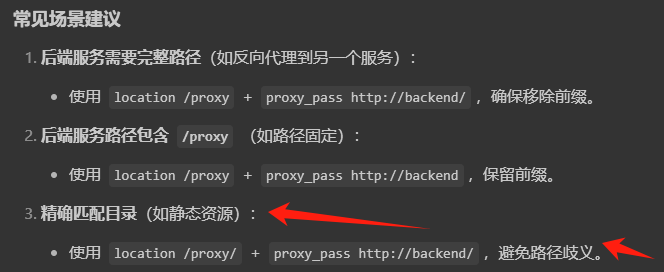 常见场景建议
1. 后端服务需要完整路径（如反向代理到另一个服务）：
• 使用 location /proxy + proxy_pass http://backend/ ，确保移除前缀。
2. 后端服务路径包含 /proxy （如路径固定）：
• 使用 location /proxy + proxy_pass http://backend ，保留前缀。
3. 精确匹配目录（如静态资源）：
• 使用 location /proxy/ + proxy_pass http://backend/ ，避免路径歧义。